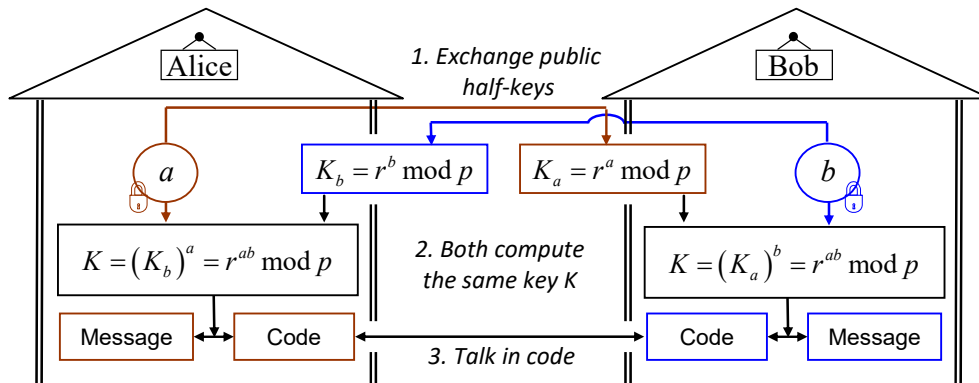 Alice
Bob
1. Exchange public
half-keys
a
K_b = r^b mod p
K_a = r^a mod p
b
K = (K_b)^a = r^{ab} mod p
2. Both compute
the same key K
K = (K_a)^b = r^{ab} mod p
Message
Code
3. Talk in code
Code
Message